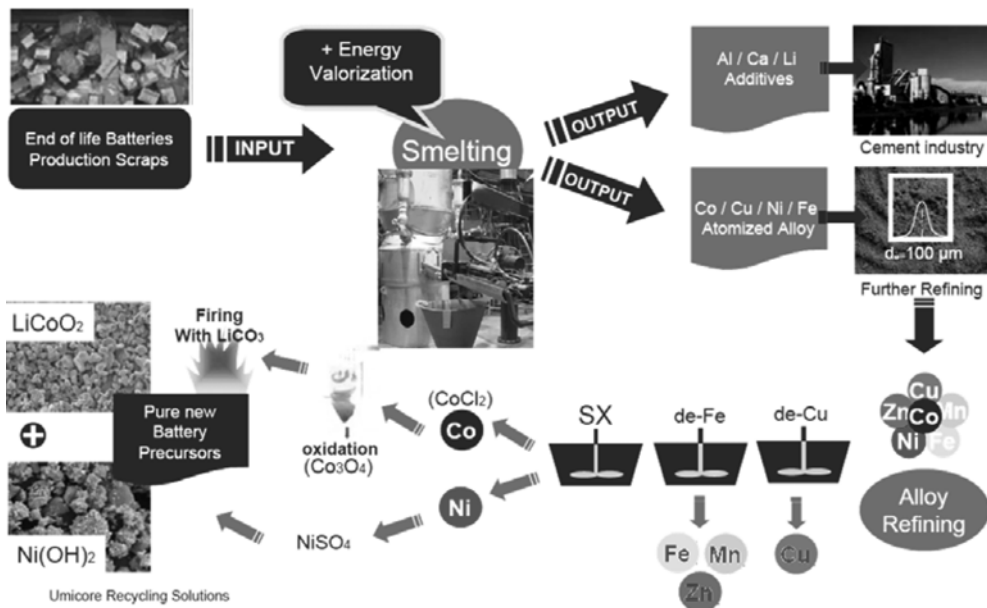 End of life Batteries
Production Scraps
INPUT
+ Energy
Valorization
Smelting
OUTPUT
OUTPUT
Al / Ca / Li
Additives
Cement industry
Co / Cu / Ni / Fe
Atomized Alloy
d. 100 µm
Further Refining
Cu
Zn Co Mn
Ni Fe
Alloy
Refining
de-Cu
Cu
de-Fe
Fe Mn
Zn
SX
(CoCl₂)
Co
Ni
oxidation
(Co₃O₄)
NiSO₄
Firing
With LiCO₃
Pure new
Battery
Precursors
LiCoO₂
+
Ni(OH)₂
Umicore Recycling Solutions